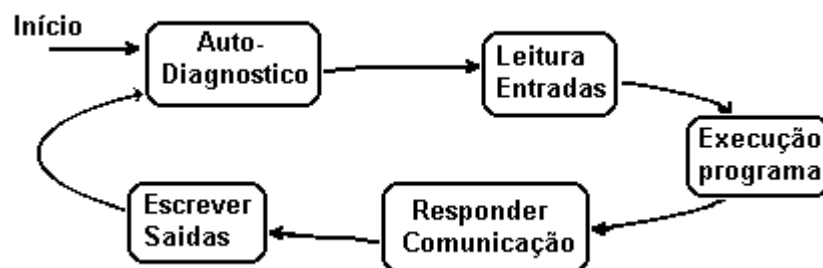 Início
Auto-
Diagnostico
Leitura
Entradas
Execução
programa
Responder
Comunicação
Escrever
Saidas